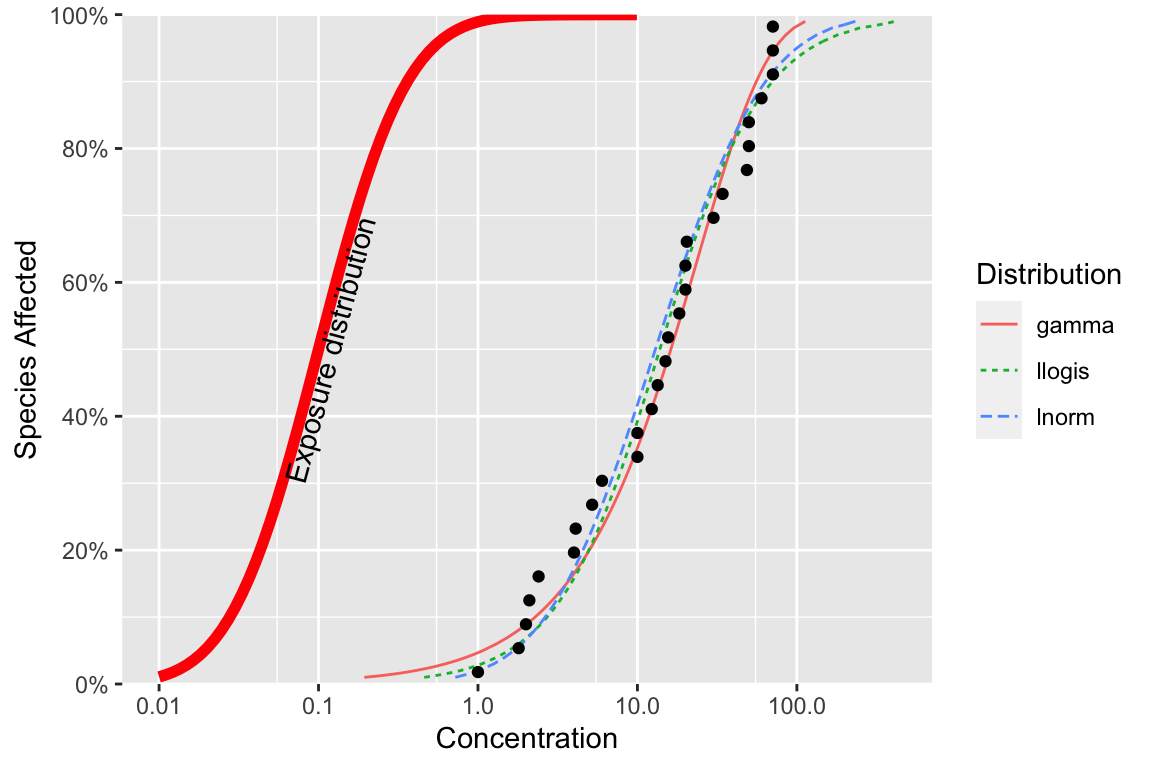 100%
80%
60%
40%
20%
0%
Species Affected
Exposure distribution
0.01 0.1 1.0 10.0 100.0
Concentration
Distribution
gamma
llogis
lnorm